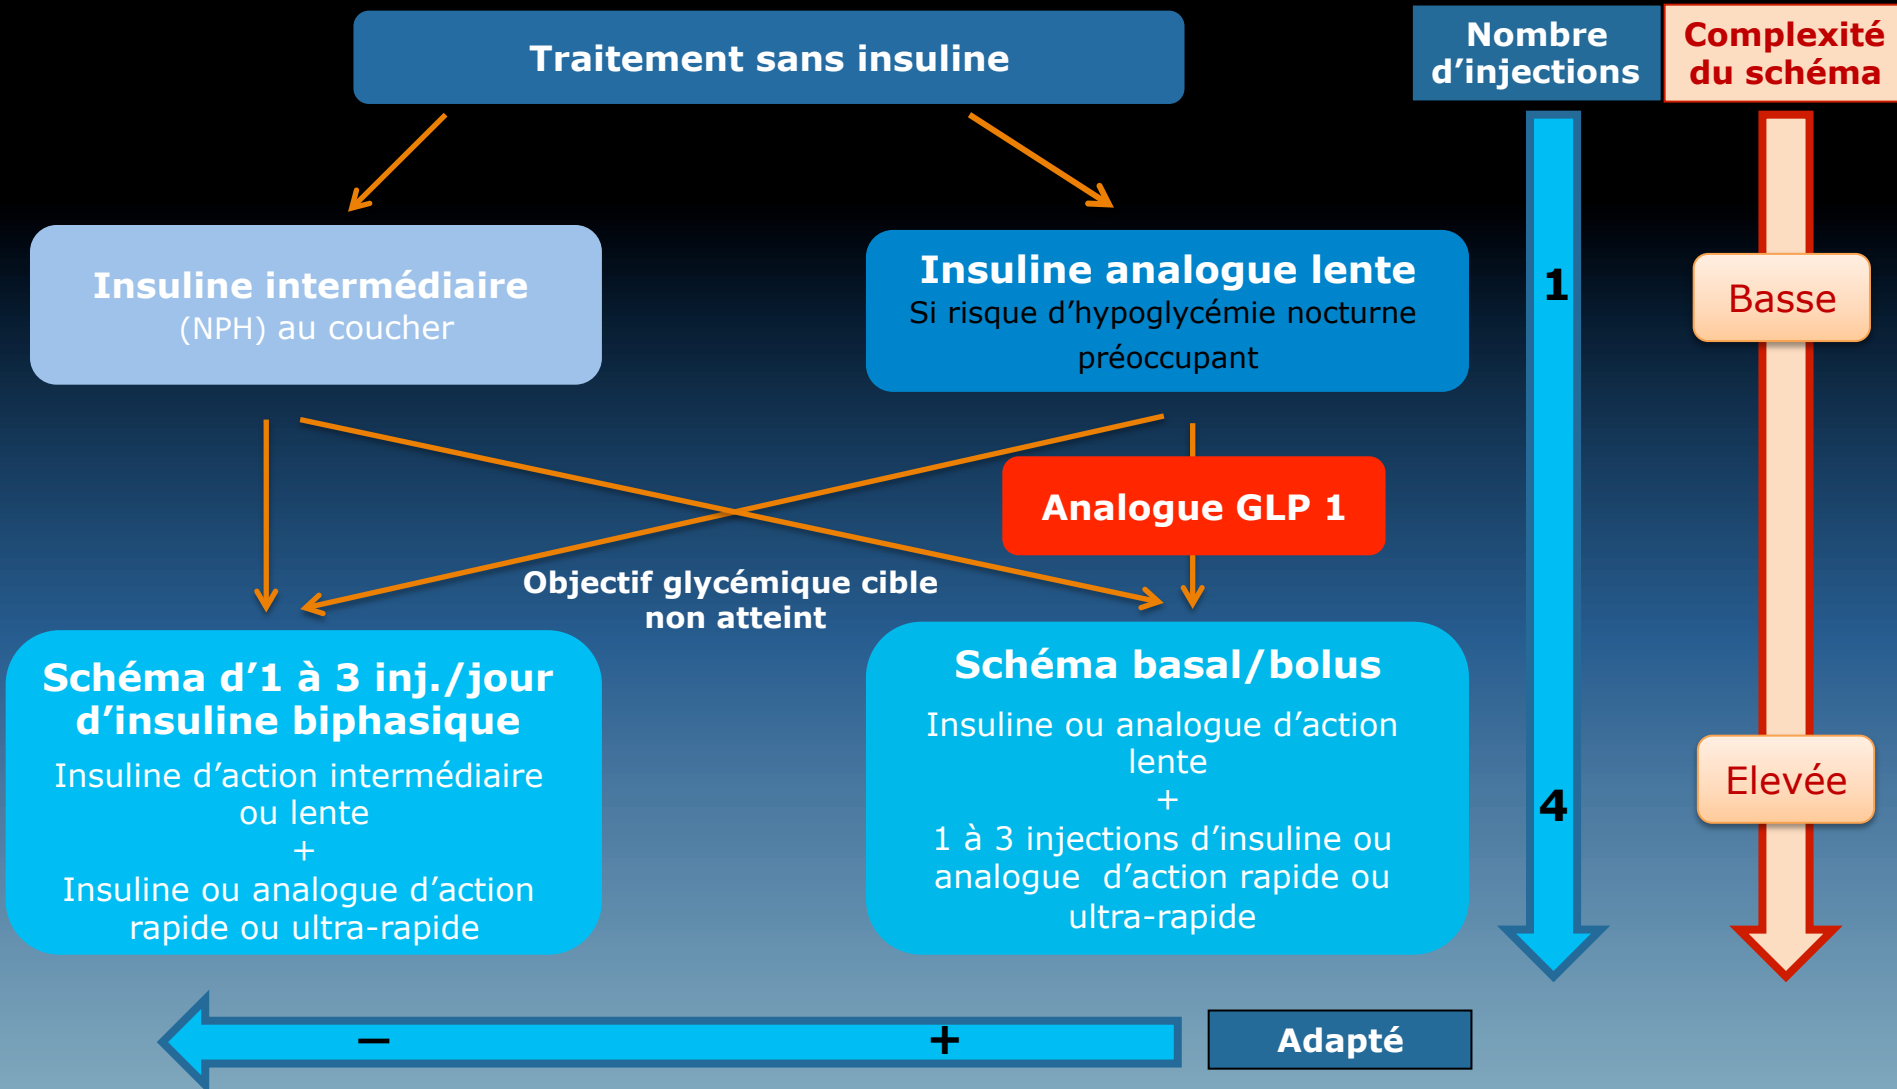 Traitement sans insuline
Nombre
d’injections
Complexité
du schéma
Insuline intermédiaire
(NPH) au coucher
Insuline analogue lente
Si risque d’hypoglycémie nocturne
préoccupant
1
Basse
Analogue GLP 1
Objectif glycémique cible
non atteint
Schéma d’1 à 3 inj./jour
d’insuline biphasique
Insuline d’action intermédiaire
ou lente
+
Insuline ou analogue d’action
rapide ou ultra-rapide
Schéma basal/bolus
Insuline ou analogue d’action
lente
+
1 à 3 injections d’insuline ou
analogue d’action rapide ou
ultra-rapide
4
Elevée
– +
Adapté